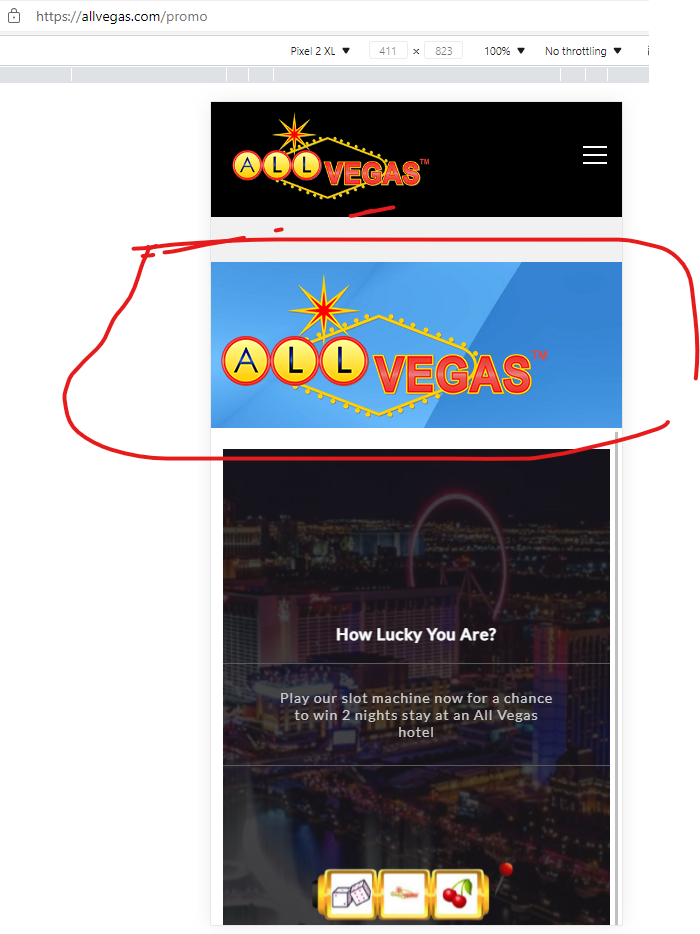 https://allvegas.com/promo
Pixel 2 XL ▼ 411 × 823 100% ▼ No throttling ▼
ALL VEGAS™
ALL VEGAS™
How Lucky You Are?
Play our slot machine now for a chance
to win 2 nights stay at an All Vegas
hotel